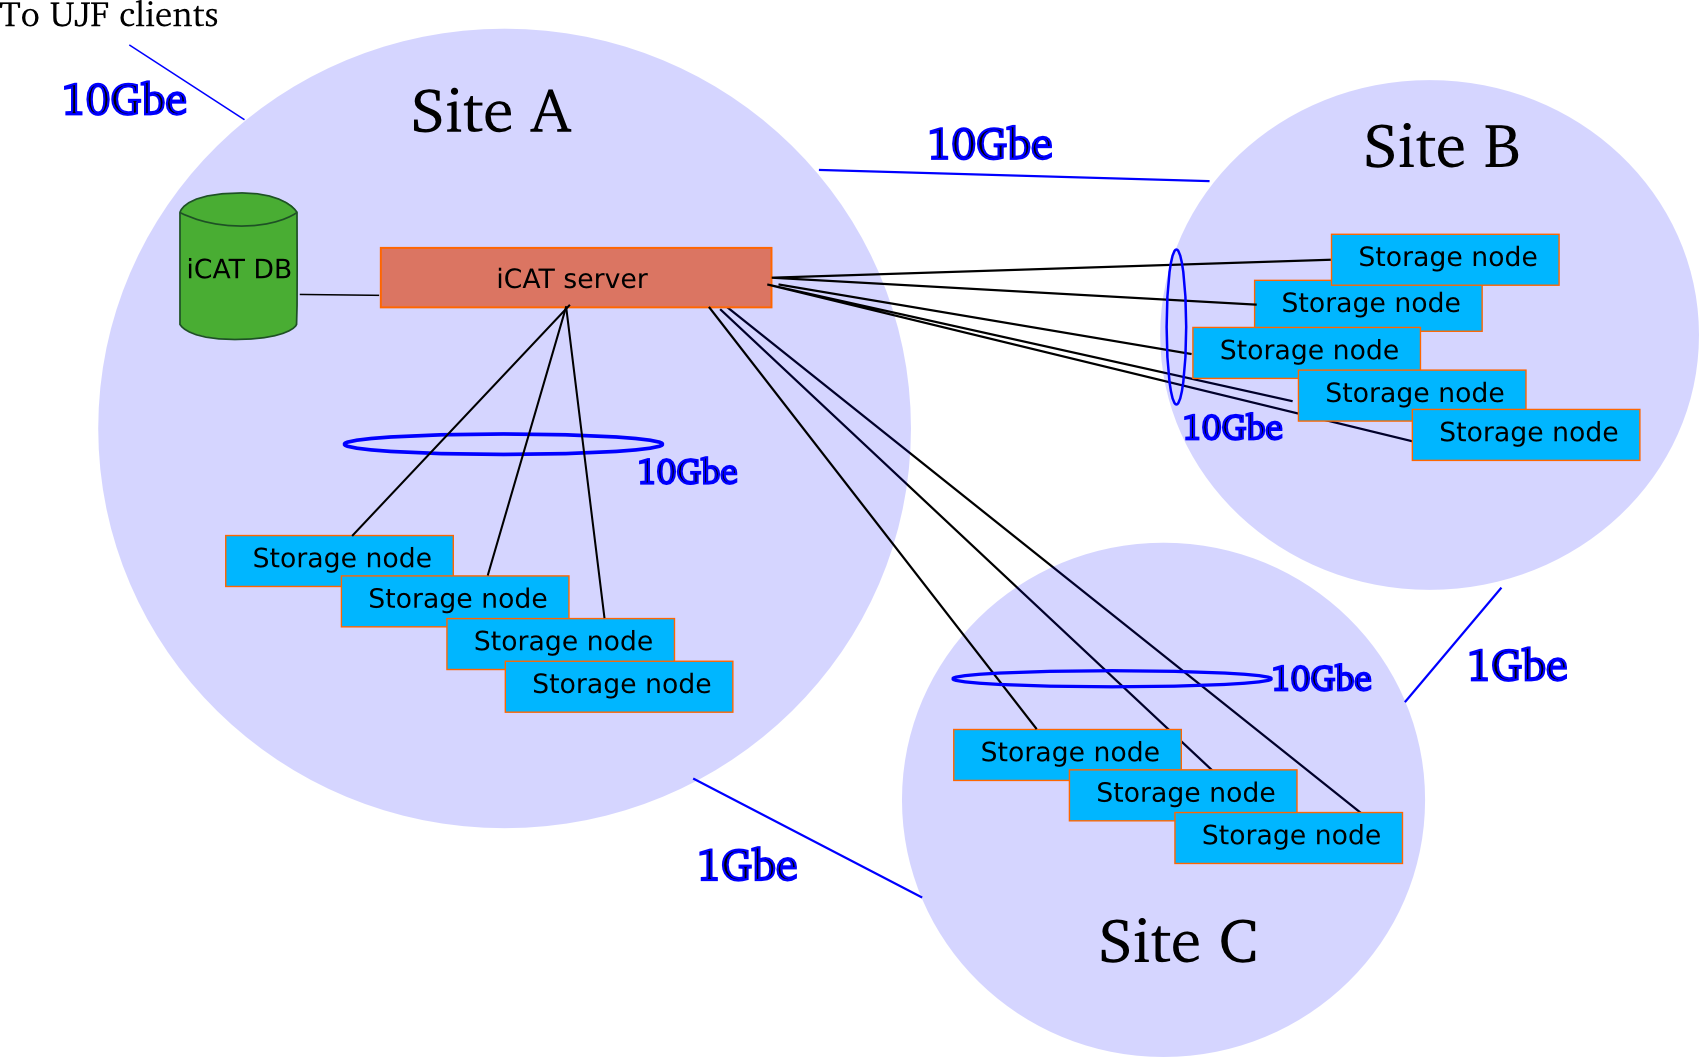 To UJF clients
10Gbe
Site A
10Gbe
Site B
iCAT DB
iCAT server
Storage node
Storage node
Storage node
Storage node
Storage node
10Gbe
10Gbe
Storage node
Storage node
Storage node
Storage node
1Gbe
10Gbe
Storage node
Storage node
Storage node
1Gbe
Site C